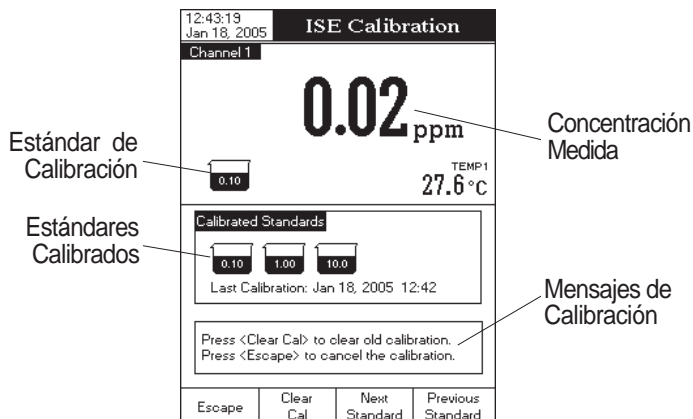 12:43:19
Jan 18, 2005
ISE Calibration
Channel 1
0.02 ppm
Concentración
Medida
Estándar de
Calibración
0.10
TEMP1
27.6 °C
Estándares
Calibrados
Calibrated Standards
0.10 1.00 10.0
Last Calibration: Jan 18, 2005 12:42
Mensajes de
Calibración
Press <Clear Cal> to clear old calibration.
Press <Escape> to cancel the calibration.
Escape
Clear
Cal
Next
Standard
Previous
Standard